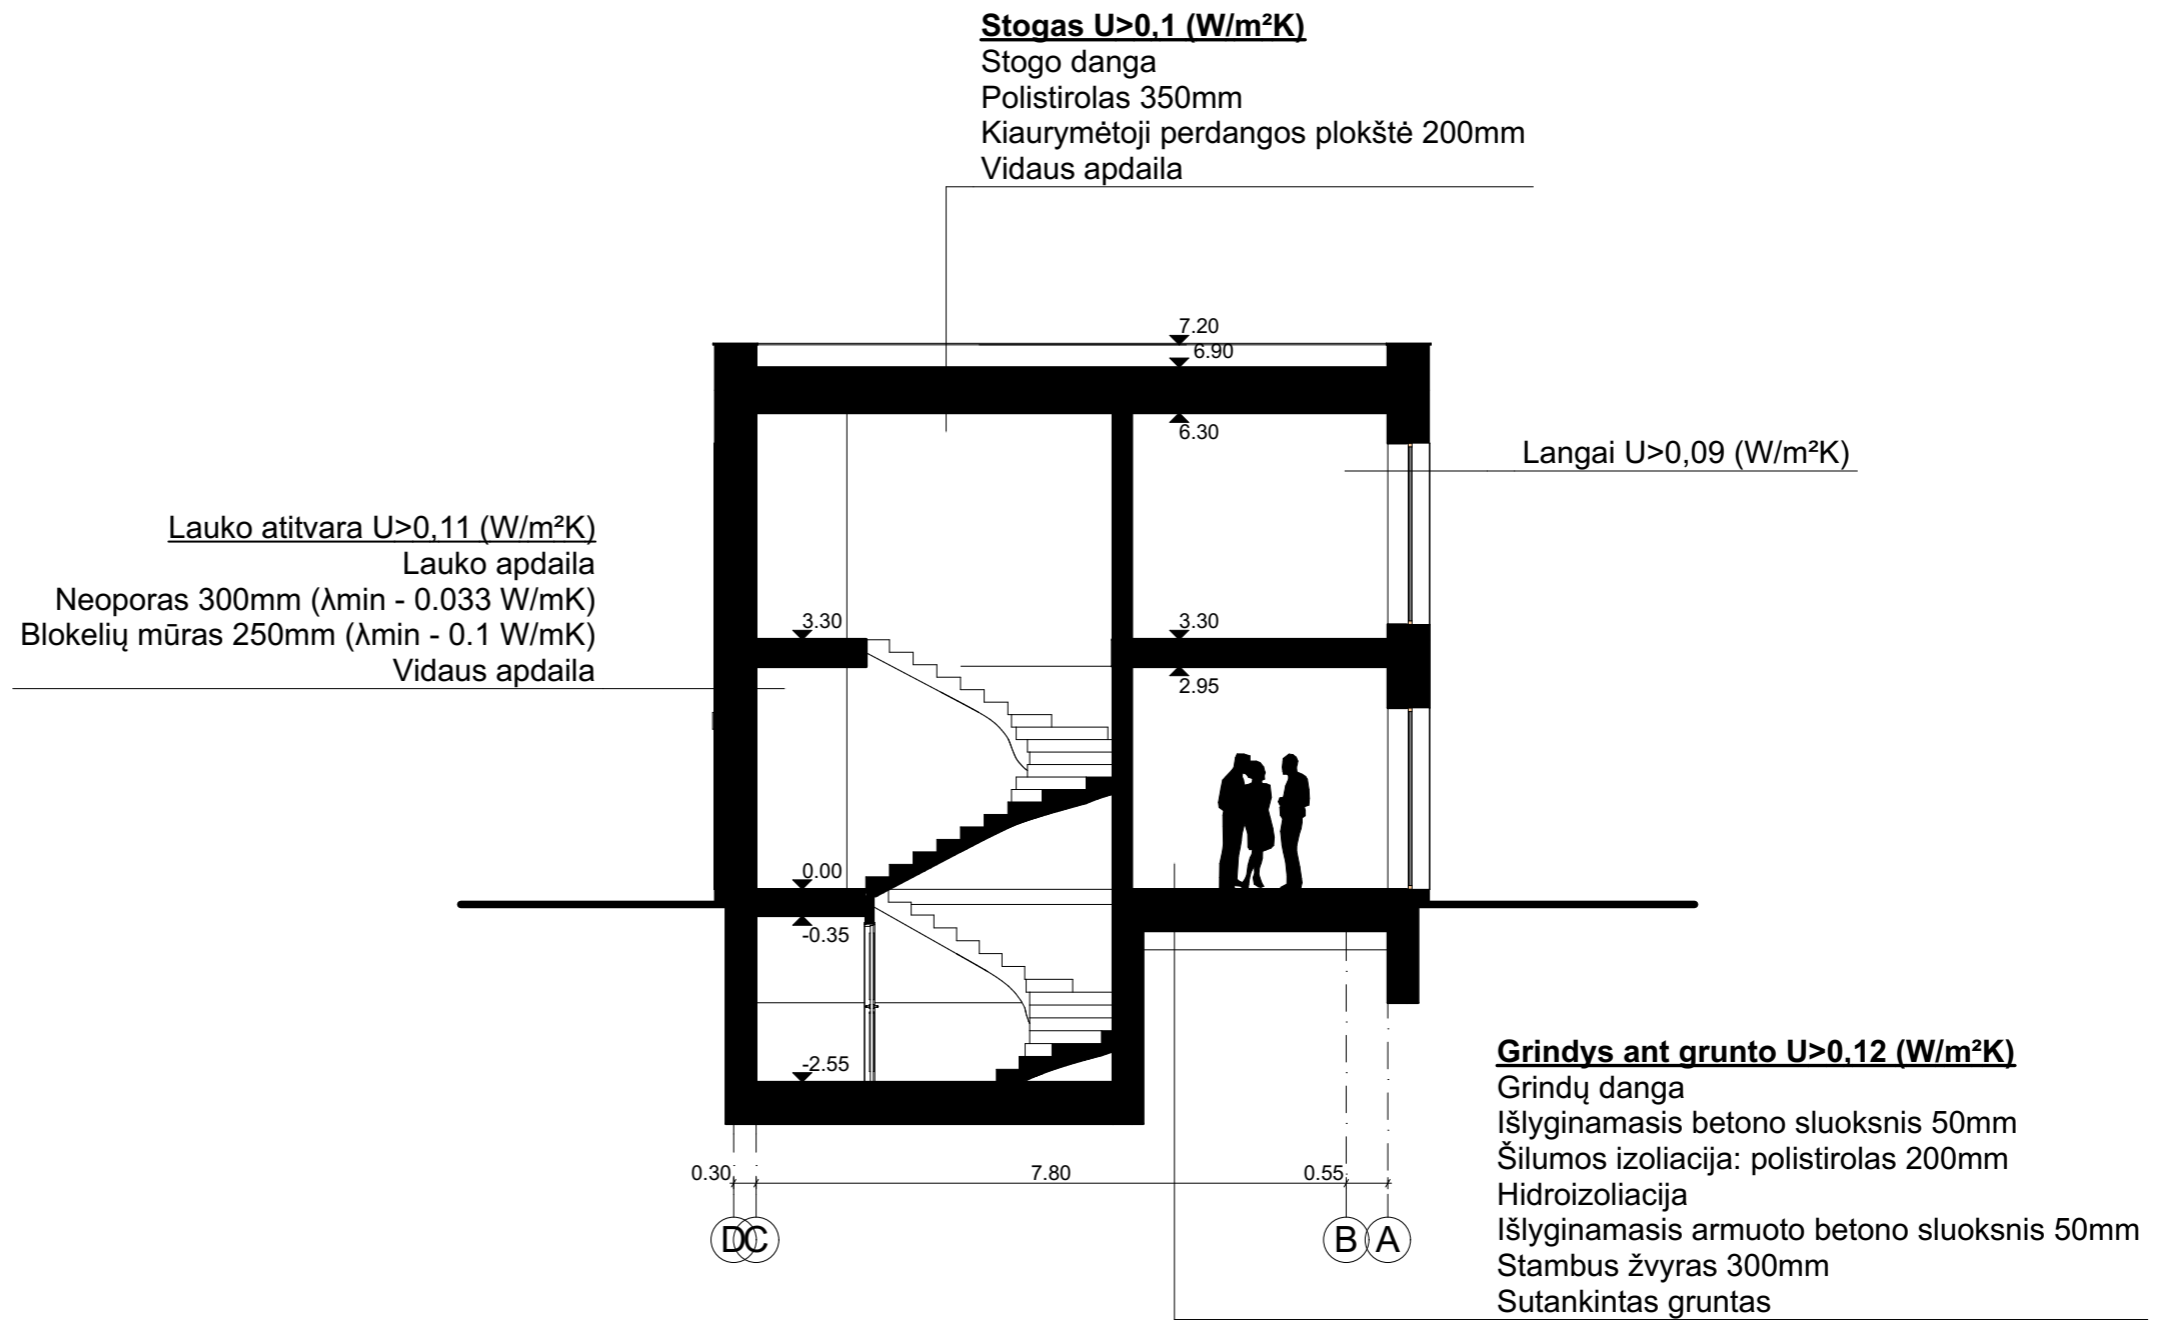 Stogas U>0,1 (W/m²K)
Stogo danga
Polistirolas 350mm
Kiaurymėtoji perdangos plokštė 200mm
Vidaus apdaila
7.20
6.90
6.30
Langai U>0,09 (W/m²K)
Lauko atitvara U>0,11 (W/m²K)
Lauko apdaila
Neoporas 300mm (λmin - 0.033 W/mK)
Blokelių mūras 250mm (λmin - 0.1 W/mK)
Vidaus apdaila
3.30
3.30
2.95
0.00
-0.35
-2.55
Grindys ant grunto U>0,12 (W/m²K)
Grindų danga
Išlyginamasis betono sluoksnis 50mm
Šilumos izoliacija: polistirolas 200mm
Hidroizoliacija
Išlyginamasis armuoto betono sluoksnis 50mm
Stambus žvyras 300mm
Sutankintas gruntas
0.30 7.80 0.55
D C B A